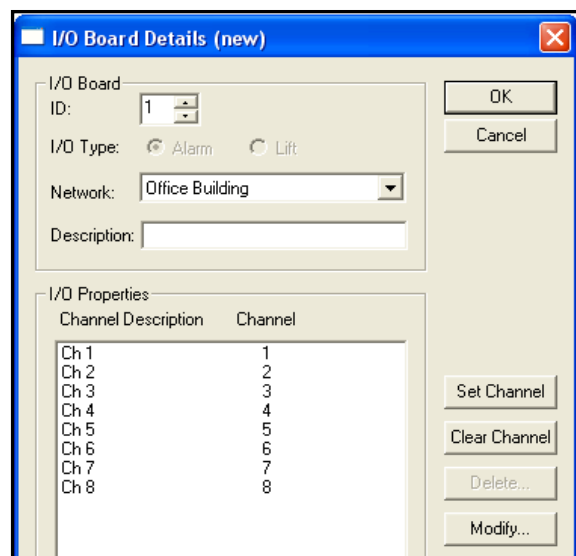 I/O Board Details (new)
I/O Board
ID: 1
I/O Type: Alarm Lift
Network: Office Building
Description:
OK
Cancel
I/O Properties
Channel Description Channel
Ch 1 1
Ch 2 2
Ch 3 3
Ch 4 4
Ch 5 5
Ch 6 6
Ch 7 7
Ch 8 8
Set Channel
Clear Channel
Delete...
Modify...